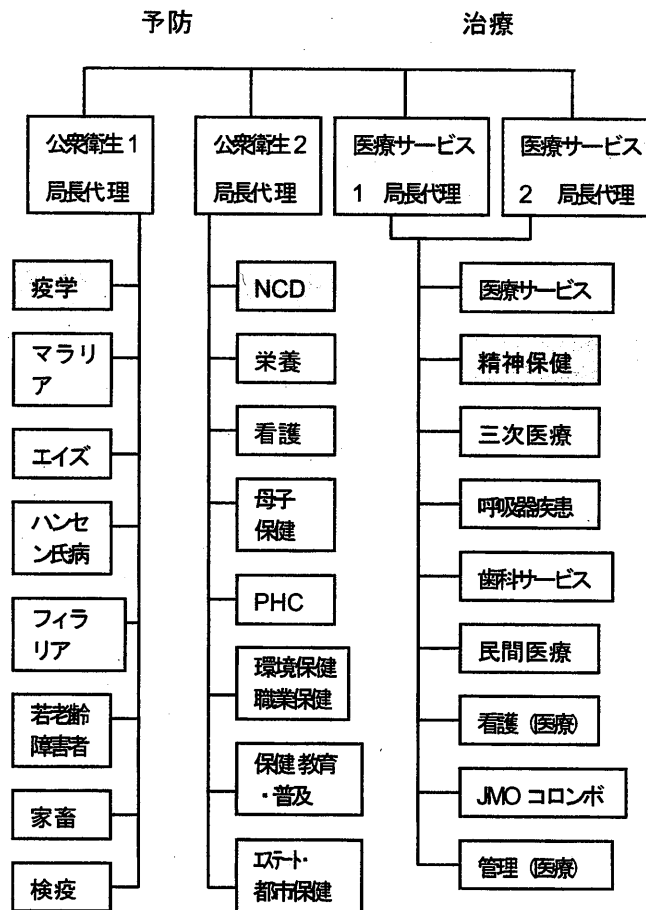 予防
治療
公衆衛生1
局長代理
公衆衛生2
局長代理
医療サービス
1 局長代理
医療サービス
2 局長代理
疫学
マラリ
ア
エイズ
ハンセ
ン氏病
フィラ
リア
若老齢
障害者
家畜
検疫
NCD
栄養
看護
母子
保健
PHC
環境保健
職業保健
保健教育
・普及
エステート・
都市保健
医療サービス
精神保健
三次医療
呼吸器疾患
歯科サービス
民間医療
看護（医療）
JMO コロンボ
管理（医療）